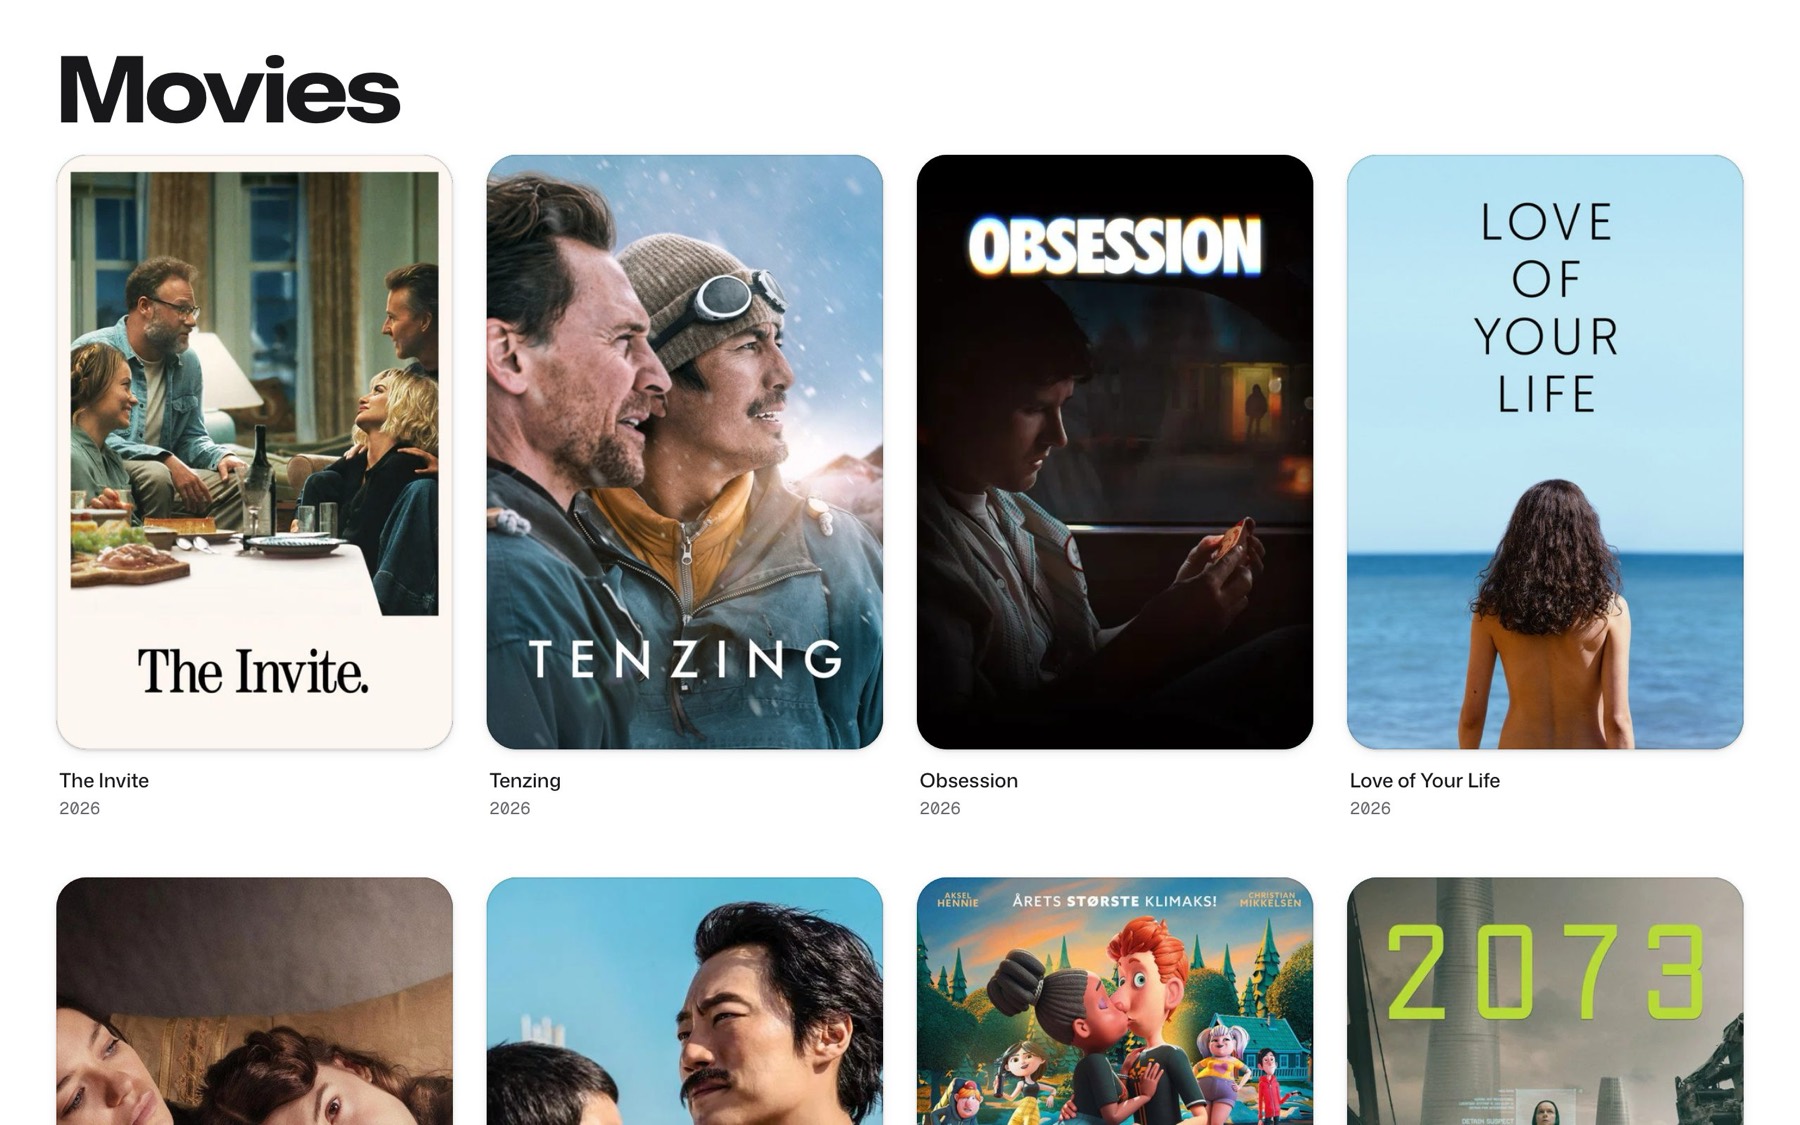 Movies
The Invite.
TENZING
OBSESSION
LOVE
OF
YOUR
LIFE
The Invite
2026
Tenzing
2026
Obsession
2026
Love of Your Life
2026
AKSEL
HENNIE
ÅRETS STØRSTE KLIMAKS!
CHRISTIAN
MIKKELSEN
2073